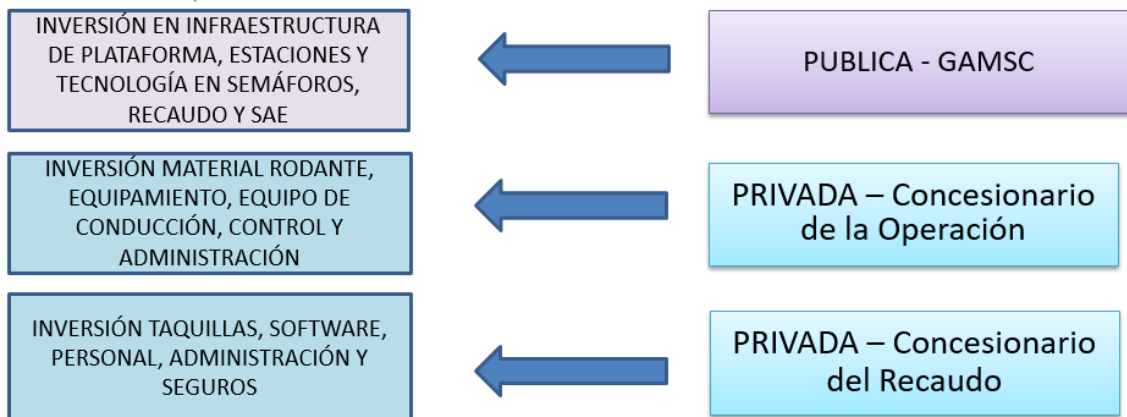 INVERSIÓN EN INFRAESTRUCTURA
DE PLATAFORMA, ESTACIONES Y
TECNOLOGÍA EN SEMÁFOROS,
RECAUDO Y SAE
PUBLICA - GAMSC
INVERSIÓN MATERIAL RODANTE,
EQUIPAMIENTO, EQUIPO DE
CONDUCCIÓN, CONTROL Y
ADMINISTRACIÓN
PRIVADA – Concesionario
de la Operación
INVERSIÓN TAQUILLAS, SOFTWARE,
PERSONAL, ADMINISTRACIÓN Y
SEGUROS
PRIVADA – Concesionario
del Recaudo